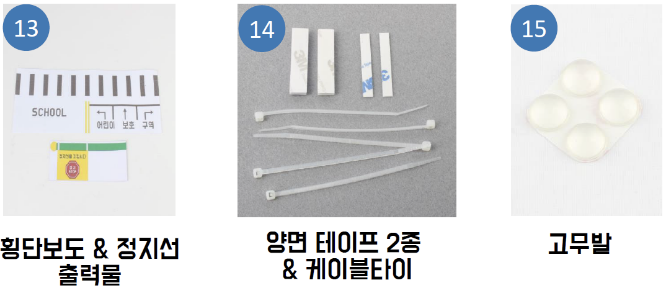 13
14
15
SCHOOL
어린이 보호 구역
3M
횡단보도 & 정지선
출력물
양면 테이프 2종
& 케이블타이
고무발